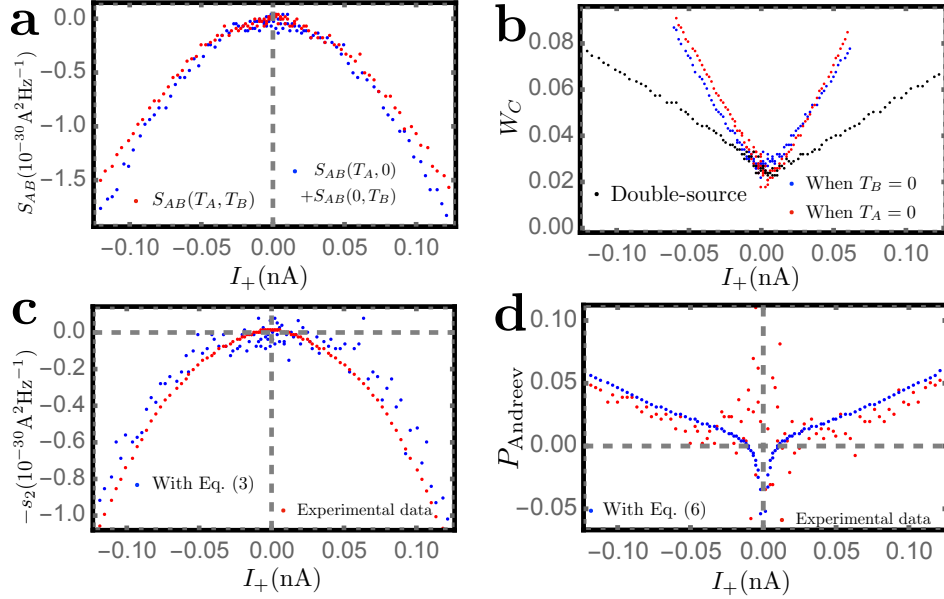 a
S_{AB}(10^{-30}A^2Hz^{-1})
0.0
−0.5
−1.0
−1.5
S_{AB}(T_A, T_B)
S_{AB}(T_A, 0)
+S_{AB}(0, T_B)
−0.10 −0.05 0.00 0.05 0.10
I_+(nA)
b
W_C
0.08
0.06
0.04
0.02
0.00
Double-source
When T_B = 0
When T_A = 0
−0.10 −0.05 0.00 0.05 0.10
I_+(nA)
c
−s_2(10^{-30}A^2Hz^{-1})
0.0
−0.2
−0.4
−0.6
−0.8
−1.0
With Eq. (3)
Experimental data
−0.10 −0.05 0.00 0.05 0.10
I_+(nA)
d
P_{Andreev}
0.10
0.05
0.00
−0.05
With Eq. (6)
Experimental data
−0.10 −0.05 0.00 0.05 0.10
I_+(nA)